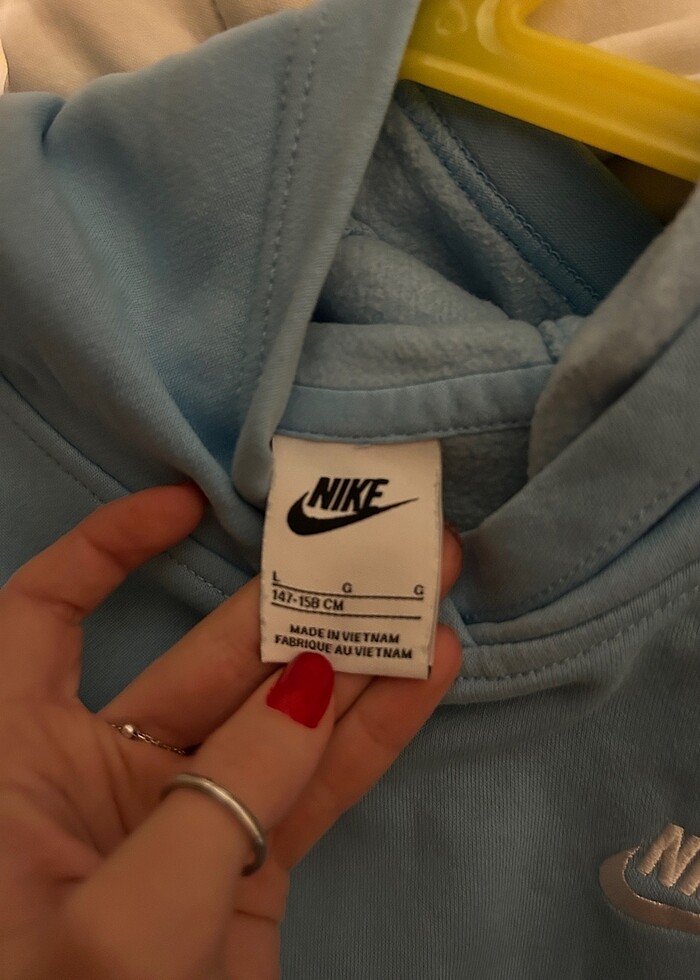 NIKE
L G G
147-158 CM
MADE IN VIETNAM
FABRIQUE AU VIETNAM